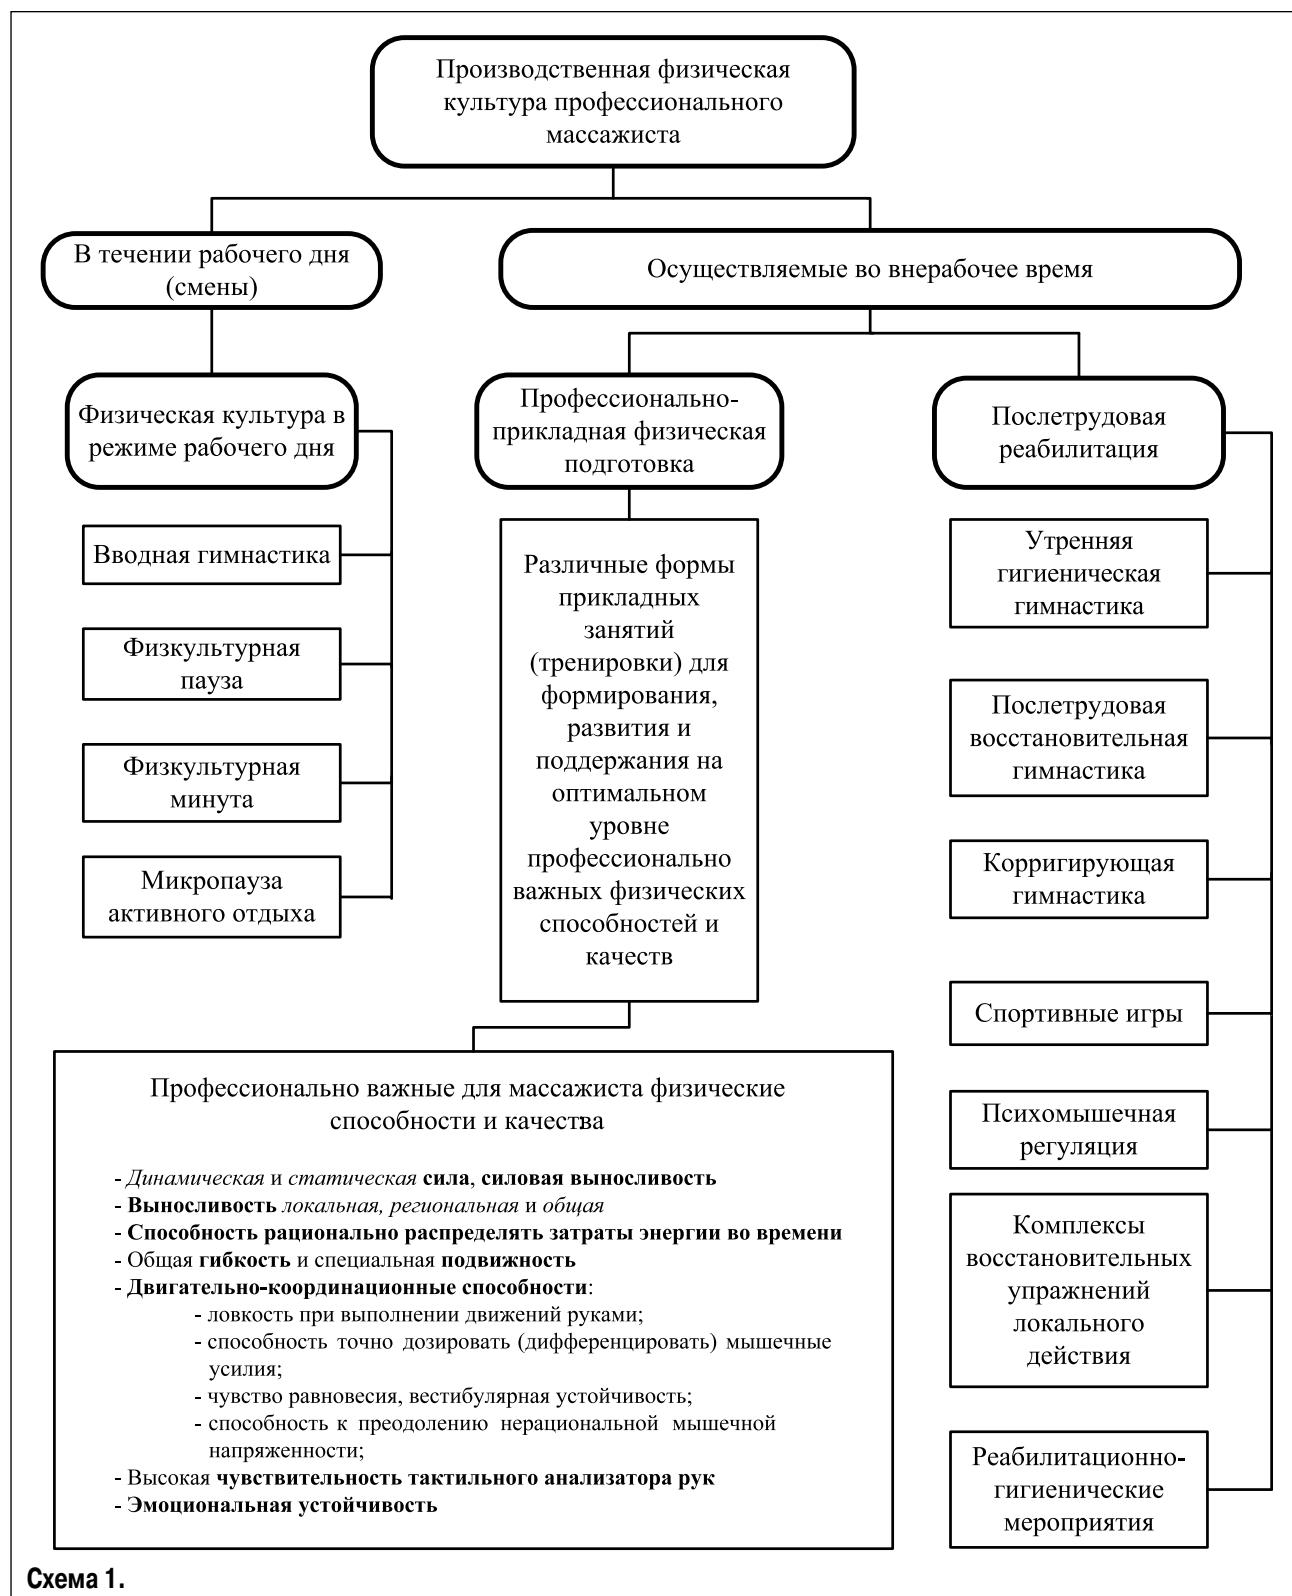 Производственная физическая
культура профессионального
массажиста
В течении рабочего дня
(смены)
Осуществляемые во внерабочее время
Физическая культура в
режиме рабочего дня
Вводная гимнастика
Физкультурная
пауза
Физкультурная
минута
Микропауза
активного отдыха
Профессионально-
прикладная физическая
подготовка
Различные формы
прикладных
занятий
(тренировки) для
формирования,
развития и
поддержания на
оптимальном
уровне
профессионально
важных физических
способностей и
качеств
Послетрудовая
реабилитация
Утренняя
гигиеническая
гимнастика
Послетрудовая
восстановительная
гимнастика
Корригирующая
гимнастика
Спортивные игры
Психомышечная
регуляция
Комплексы
восстановительных
упражнений
локального
действия
Реабилитационно-
гигиенические
мероприятия
Профессионально важные для массажиста физические
способности и качества
- Динамическая и статическая сила, силовая выносливость
- Выносливость локальная, региональная и общая
- Способность рационально распределять затраты энергии во времени
- Общая гибкость и специальная подвижность
- Двигательно-координационные способности:
- ловкость при выполнении движений руками;
- способность точно дозировать (дифференцировать) мышечные
усилия;
- чувство равновесия, вестибулярная устойчивость;
- способность к преодолению нерациональной мышечной
напряженности;
- Высокая чувствительность тактильного анализатора рук
- Эмоциональная устойчивость
Схема 1.